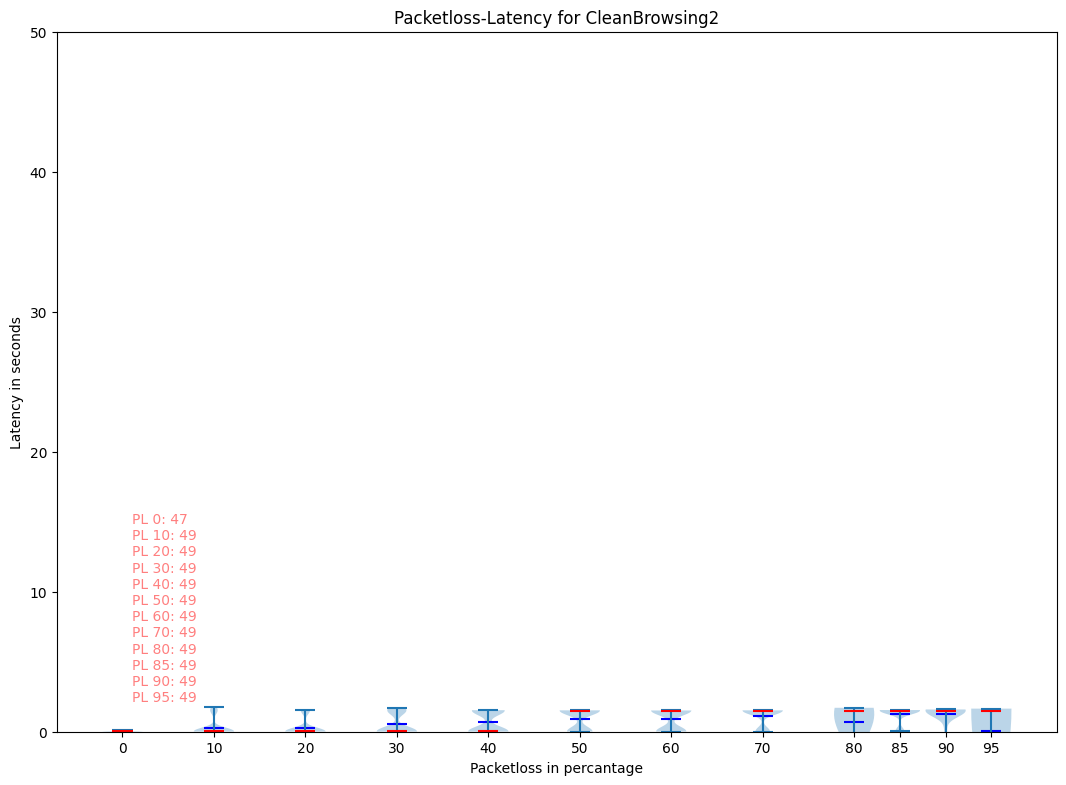 Packetloss-Latency for CleanBrowsing2
50
40
30
20
10
0
Latency in seconds
PL 0: 47
PL 10: 49
PL 20: 49
PL 30: 49
PL 40: 49
PL 50: 49
PL 60: 49
PL 70: 49
PL 80: 49
PL 85: 49
PL 90: 49
PL 95: 49
0 10 20 30 40 50 60 70 80 85 90 95
Packetloss in percantage